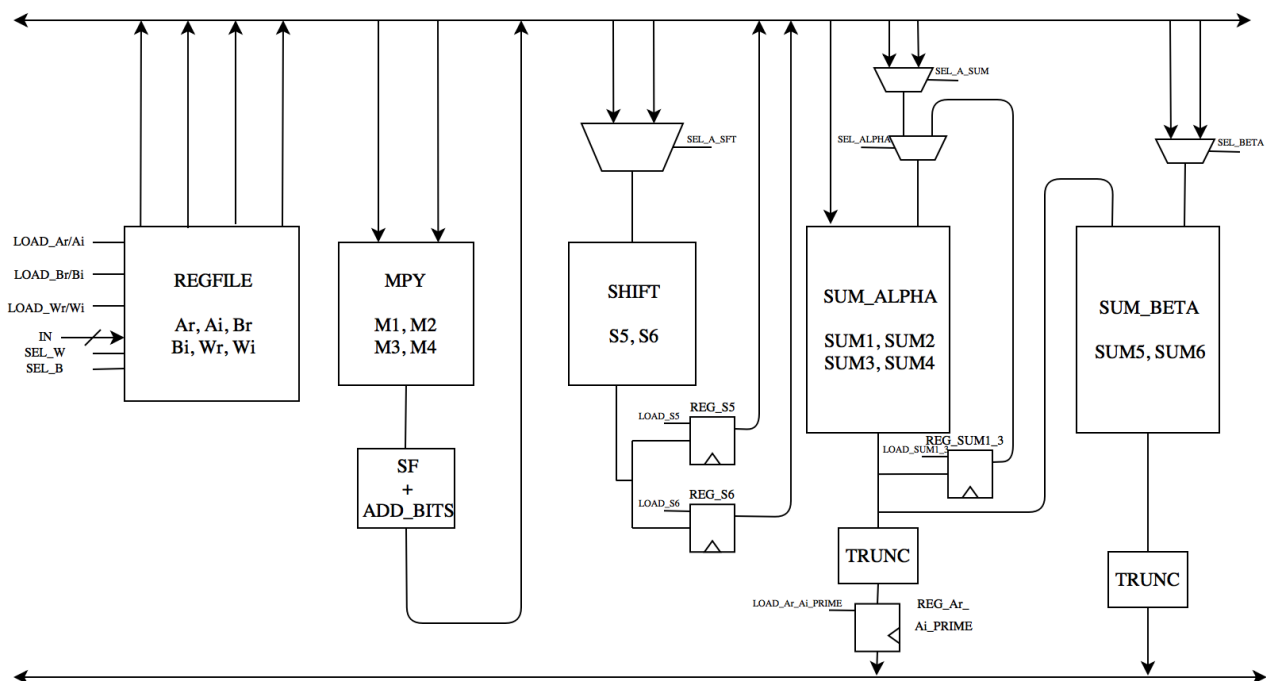 SEL_A_SUM
SEL_A_SFT
SEL_ALPHA
SEL_BETA
LOAD_Ar/Ai
LOAD_Br/Bi
LOAD_Wr/Wi
IN
SEL_W
SEL_B
REGFILE
Ar, Ai, Br
Bi, Wr, Wi
MPY
M1, M2
M3, M4
SF
+
ADD_BITS
SHIFT
S5, S6
REG_S5
LOAD_S5
REG_S6
LOAD_S6
SUM_ALPHA
SUM1, SUM2
SUM3, SUM4
REG_SUM1_3
LOAD_SUM1_3
TRUNC
LOAD_Ar_Ai_PRIME
REG_Ar_
Ai_PRIME
SUM_BETA
SUM5, SUM6
TRUNC